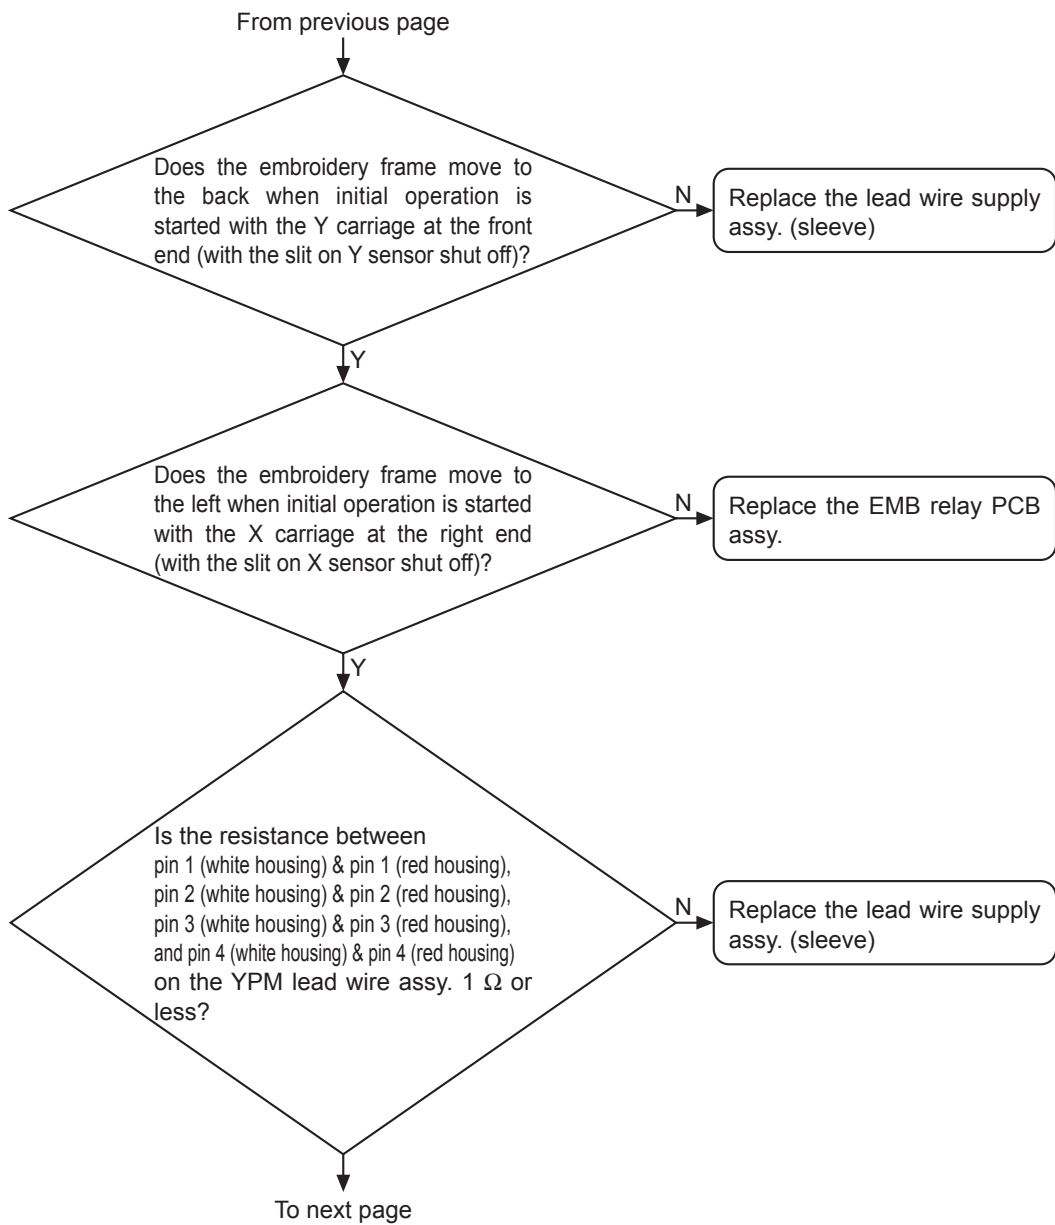 From previous page
Does the embroidery frame move to
the back when initial operation is
started with the Y carriage at the front
end (with the slit on Y sensor shut off)?
N
Replace the lead wire supply
assy. (sleeve)
Y
Does the embroidery frame move to
the left when initial operation is started
with the X carriage at the right end
(with the slit on X sensor shut off)?
N
Replace the EMB relay PCB
assy.
Y
Is the resistance between
pin 1 (white housing) & pin 1 (red housing),
pin 2 (white housing) & pin 2 (red housing),
pin 3 (white housing) & pin 3 (red housing),
and pin 4 (white housing) & pin 4 (red housing)
on the YPM lead wire assy. 1 Ω or
less?
N
Replace the lead wire supply
assy. (sleeve)
To next page